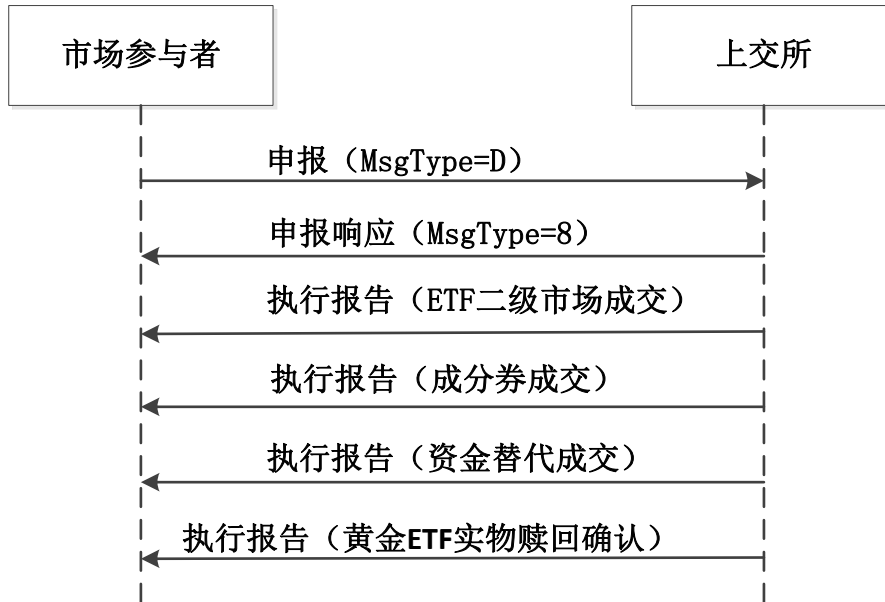 市场参与者
上交所
申报（MsgType=D）
申报响应（MsgType=8）
执行报告（ETF二级市场成交）
执行报告（成分券成交）
执行报告（资金替代成交）
执行报告（黄金ETF实物赎回确认）